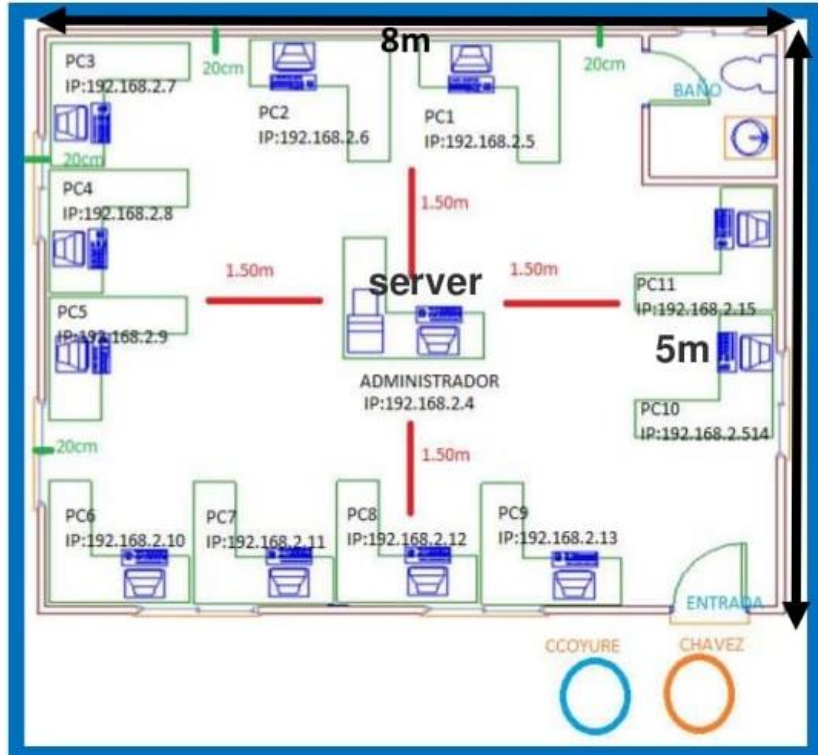 8m
PC3
IP:192.168.2.7
20cm
PC2
IP:192.168.2.6
PC1
IP:192.168.2.5
20cm
BAÑO
20cm
PC4
IP:192.168.2.8
1.50m
1.50m
server
1.50m
PC5
IP:192.168.2.9
PC11
IP:192.168.2.15
5m
ADMINISTRADOR
IP:192.168.2.4
PC10
IP:192.168.2.514
20cm
1.50m
PC6
IP:192.168.2.10
PC7
IP:192.168.2.11
PC8
IP:192.168.2.12
PC9
IP:192.168.2.13
ENTRADA
CCOYURE
CHAVEZ